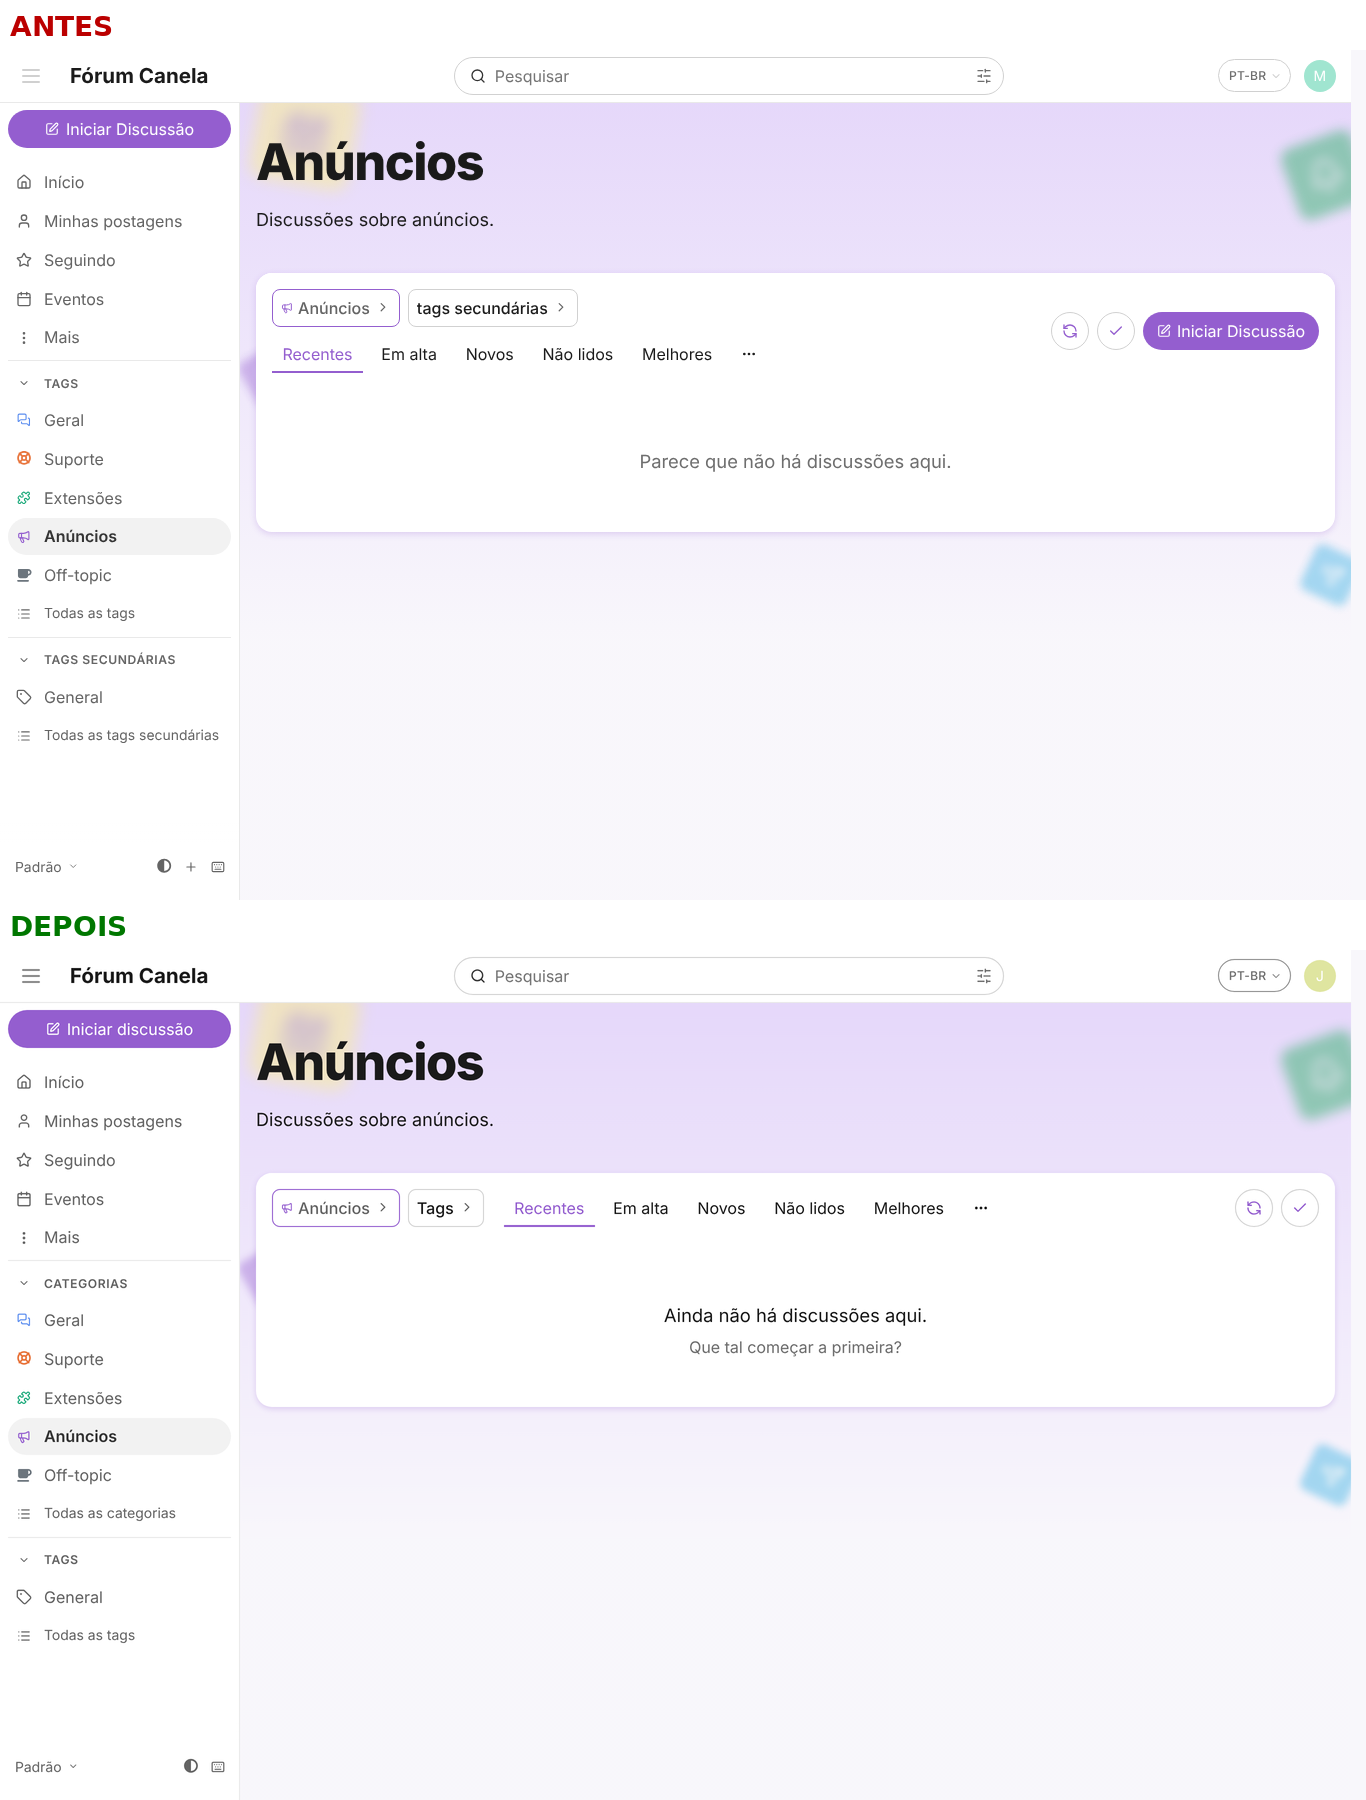 ANTES
Fórum Canela
Pesquisar
PT-BR
M
Iniciar Discussão
Início
Minhas postagens
Seguindo
Eventos
Mais
TAGS
Geral
Suporte
Extensões
Anúncios
Off-topic
Todas as tags
TAGS SECUNDÁRIAS
General
Todas as tags secundárias
Padrão
Anúncios
Discussões sobre anúncios.
Anúncios
tags secundárias
Iniciar Discussão
Recentes Em alta Novos Não lidos Melhores
Parece que não há discussões aqui.
DEPOIS
Fórum Canela
Pesquisar
PT-BR
J
Iniciar discussão
Início
Minhas postagens
Seguindo
Eventos
Mais
CATEGORIAS
Geral
Suporte
Extensões
Anúncios
Off-topic
Todas as categorias
TAGS
General
Todas as tags
Padrão
Anúncios
Discussões sobre anúncios.
Anúncios Tags Recentes Em alta Novos Não lidos Melhores
Ainda não há discussões aqui.
Que tal começar a primeira?